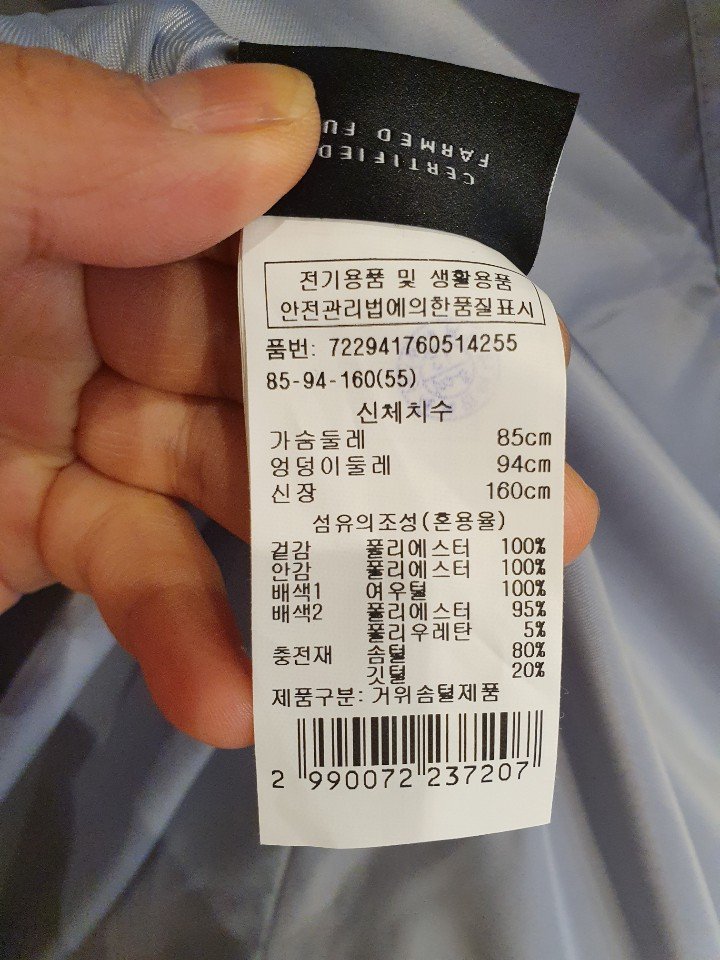 CERTIFIED
FARMED FU
전기용품 및 생활용품
안전관리법에의한품질표시
품번: 722941760514255
85-94-160(55)
신체치수
가슴둘레 85cm
엉덩이둘레 94cm
신장 160cm
섬유의조성(혼용율)
겉감 폴리에스터 100%
안감 폴리에스터 100%
배색1 여우털 100%
배색2 폴리에스터 95%
폴리우레탄 5%
충전재 솜털 80%
깃털 20%
제품구분: 거위솜털제품
2 990072 237207